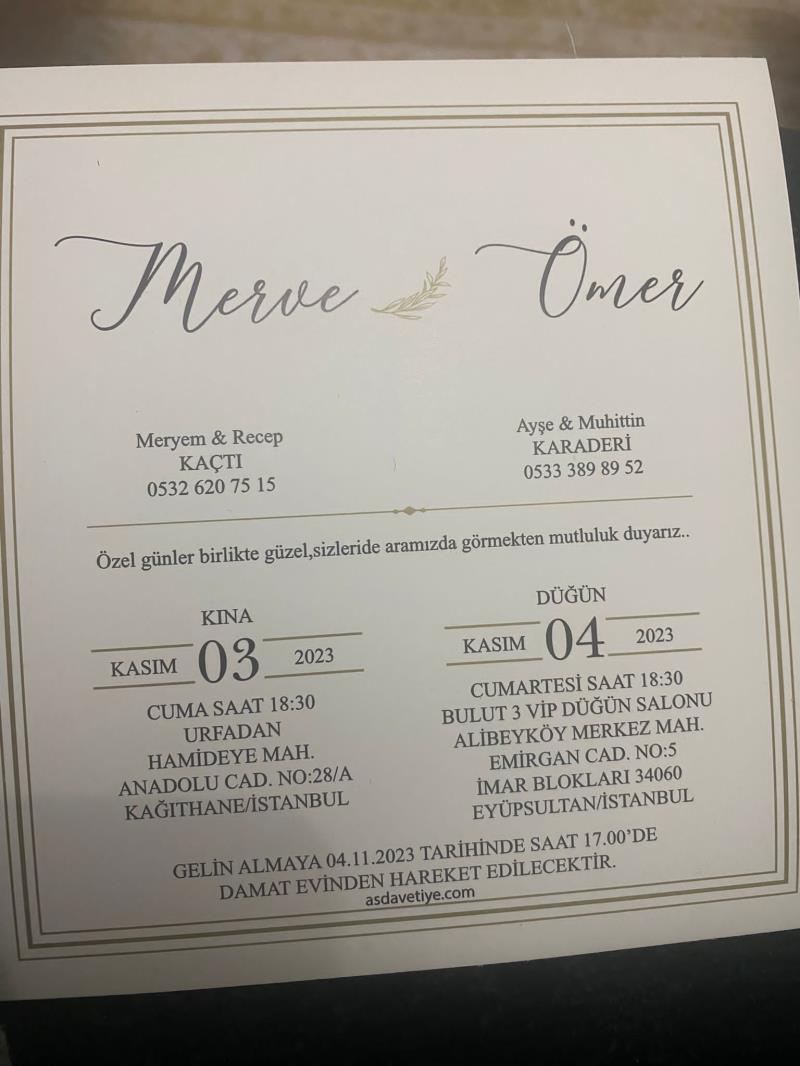 Merve Ömer
Meryem & Recep
KAÇTI
0532 620 75 15
Ayşe & Muhittin
KARADERİ
0533 389 89 52
Özel günler birlikte güzel,sizleride aramızda görmekten mutluluk duyarız..
KINA
KASIM 03 2023
CUMA SAAT 18:30
URFADAN
HAMİDEYE MAH.
ANADOLU CAD. NO:28/A
KAĞITHANE/İSTANBUL
DÜĞÜN
KASIM 04 2023
CUMARTESİ SAAT 18:30
BULUT 3 VİP DÜĞÜN SALONU
ALİBEYKÖY MERKEZ MAH.
EMİRGAN CAD. NO:5
İMAR BLOKLARI 34060
EYÜPSULTAN/İSTANBUL
GELİN ALMAYA 04.11.2023 TARİHİNDE SAAT 17.00'DE
DAMAT EVİNDEN HAREKET EDİLECEKTİR.
asdavetiye.com